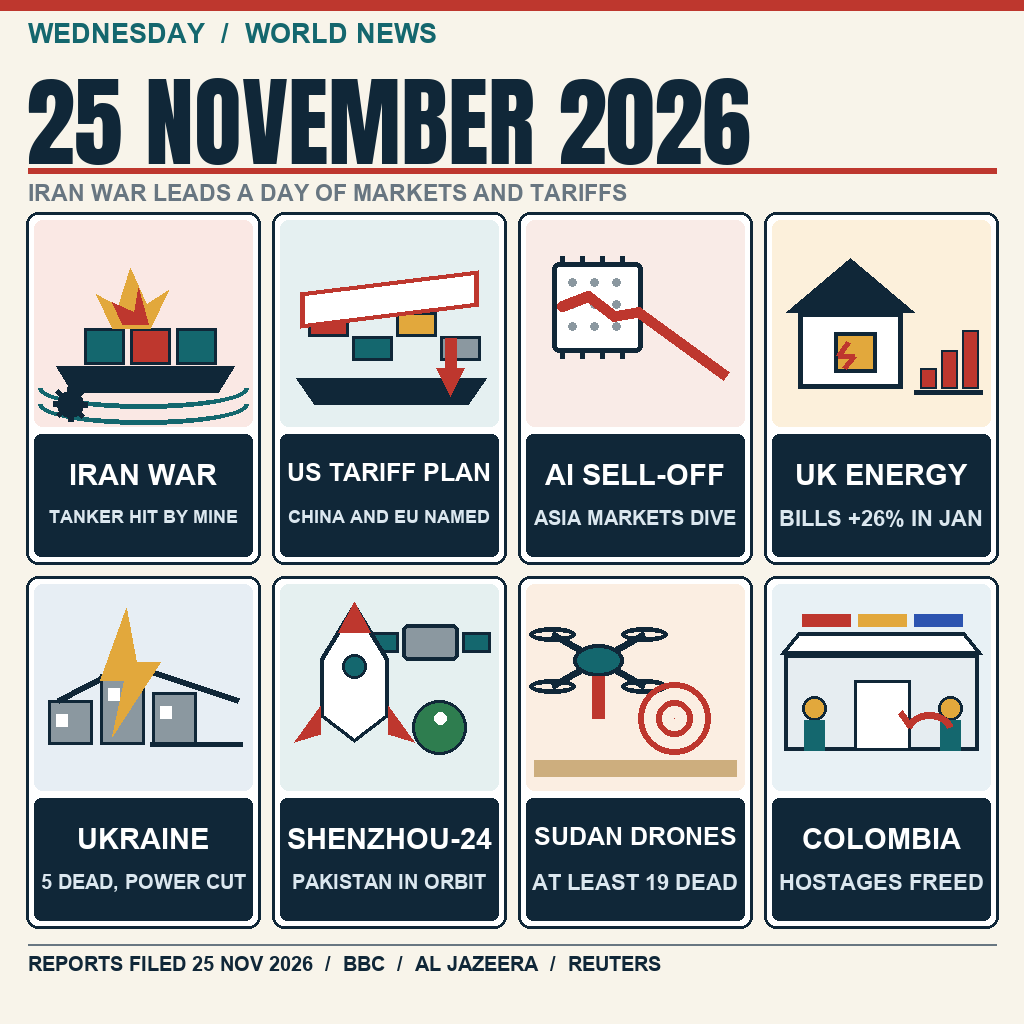 WEDNESDAY / WORLD NEWS
25 NOVEMBER 2026
IRAN WAR LEADS A DAY OF MARKETS AND TARIFFS
IRAN WAR
TANKER HIT BY MINE
US TARIFF PLAN
CHINA AND EU NAMED
AI SELL-OFF
ASIA MARKETS DIVE
UK ENERGY
BILLS +26% IN JAN
UKRAINE
5 DEAD, POWER CUT
SHENZHOU-24
PAKISTAN IN ORBIT
SUDAN DRONES
AT LEAST 19 DEAD
COLOMBIA
HOSTAGES FREED
REPORTS FILED 25 NOV 2026 / BBC / AL JAZEERA / REUTERS